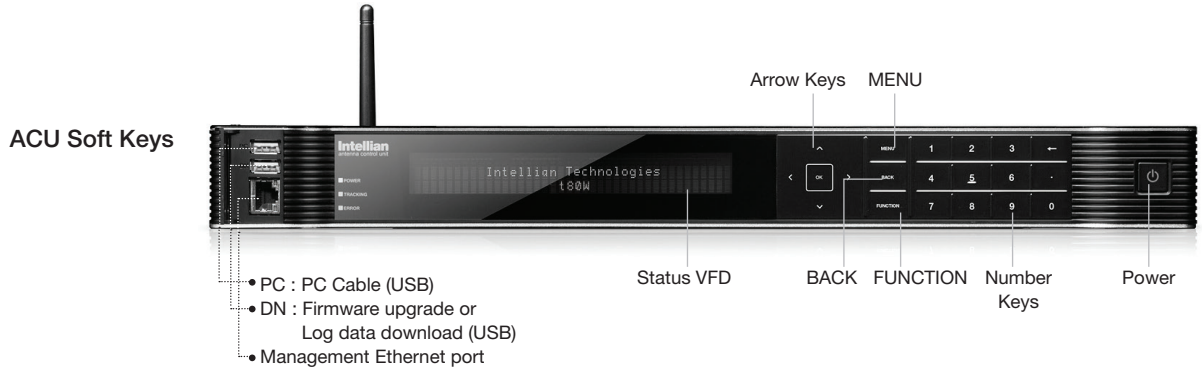 Arrow Keys MENU
ACU Soft Keys
Intellian
antenna control unit
POWER
TRACKING
ERROR
Intellian Technologies
t80W
OK
MENU 1 2 3 ←
BACK 4 5 6 .
FUNCTION 7 8 9 0
Status VFD BACK FUNCTION Number Keys Power
PC : PC Cable (USB)
DN : Firmware upgrade or
Log data download (USB)
Management Ethernet port